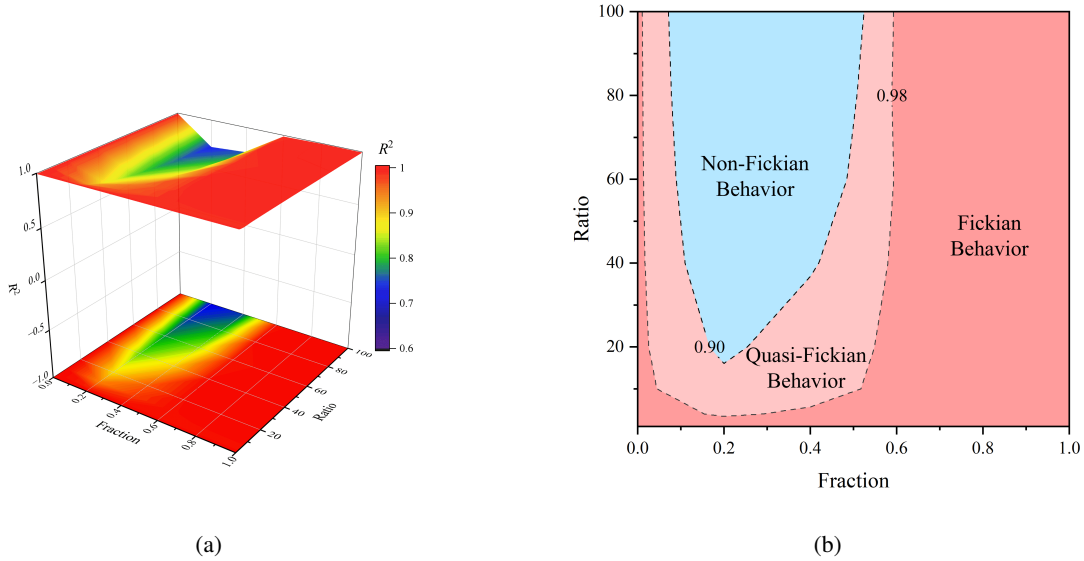 R²
1
0.9
0.8
0.7
0.6
1.0
0.5
0.0
−0.5
−1.0
R²
0.0
0.2
0.4
0.6
0.8
1.0
Fraction
20
40
60
80
100
Ratio
(a)
100
80
60
40
20
Ratio
0.98
0.90
Non-Fickian
Behavior
Quasi-Fickian
Behavior
Fickian
Behavior
0.0
0.2
0.4
0.6
0.8
1.0
Fraction
(b)